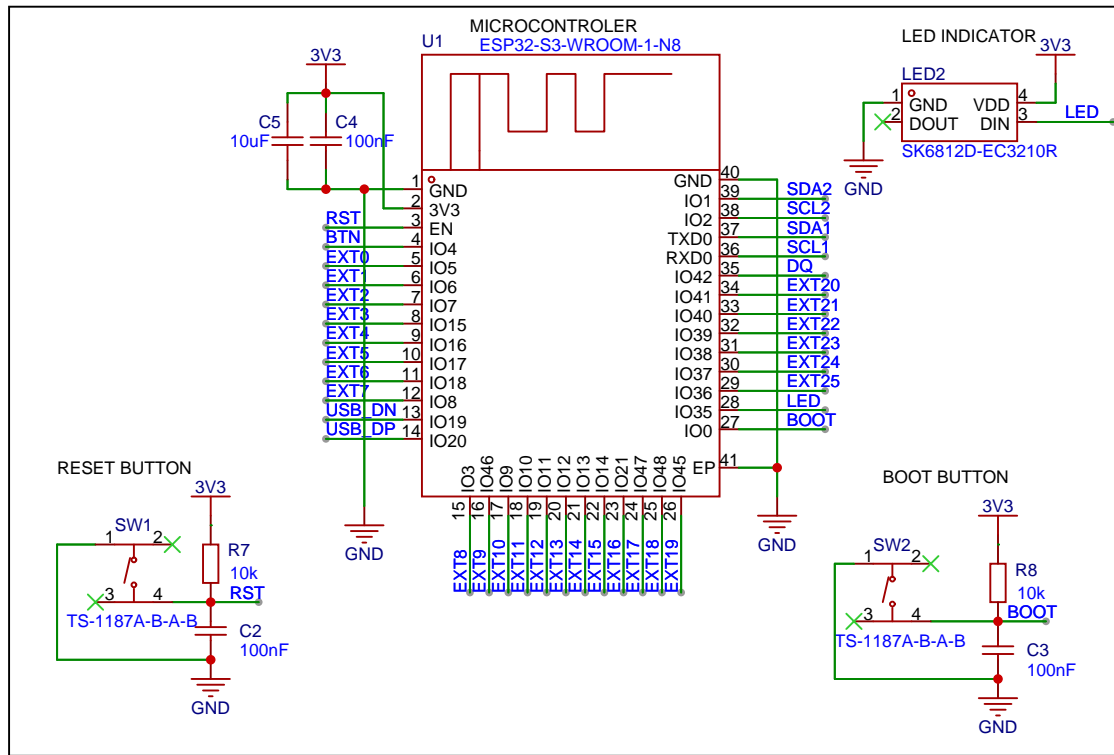 MICROCONTROLER
U1
ESP32-S3-WROOM-1-N8
3V3
C5
10uF
C4
100nF
GND
1 GND
2 3V3
RST 3 EN
BTN 4 IO4
EXT0 5 IO5
EXT1 6 IO6
EXT2 7 IO7
EXT3 8 IO15
EXT4 9 IO16
EXT5 10 IO17
EXT6 11 IO18
EXT7 12 IO8
USB_DN 13 IO19
USB_DP 14 IO20
GND 40
IO1 39 SDA2
IO2 38 SCL2
TXD0 37 SDA1
RXD0 36 SCL1
IO42 35 DQ
IO41 34 EXT20
IO40 33 EXT21
IO39 32 EXT22
IO38 31 EXT23
IO37 30 EXT24
IO36 29 EXT25
IO35 28 LED
IO0 27 BOOT
EP 41
GND
IO3 15 EXT8
IO46 16 EXT9
IO9 17 EXT10
IO10 18 EXT11
IO11 19 EXT12
IO12 20 EXT13
IO13 21 EXT14
IO14 22 EXT15
IO21 23 EXT16
IO47 24 EXT17
IO48 25 EXT18
IO45 26 EXT19
LED INDICATOR
3V3
LED2
1 GND VDD 4
2 DOUT DIN 3 LED
SK6812D-EC3210R
GND
RESET BUTTON
3V3
SW1
1 2
R7
10k
3 4
RST
TS-1187A-B-A-B
C2
100nF
GND
BOOT BUTTON
3V3
SW2
1 2
R8
10k
3 4
BOOT
TS-1187A-B-A-B
C3
100nF
GND